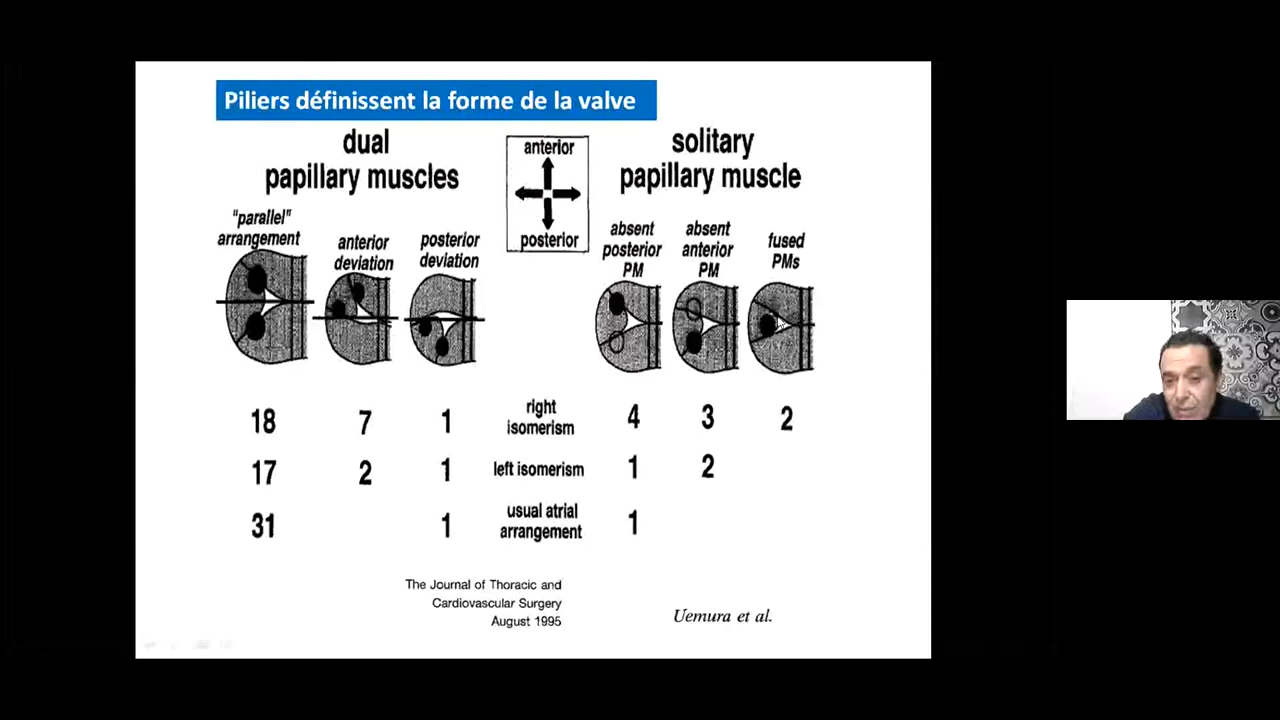 Piliers définissent la forme de la valve
dual
papillary muscles
anterior
posterior
solitary
papillary muscle
"parallel"
arrangement
anterior
deviation
posterior
deviation
absent
posterior
PM
absent
anterior
PM
fused
PMs
18 7 1 right isomerism 4 3 2
17 2 1 left isomerism 1 2
31 1 usual atrial arrangement 1
The Journal of Thoracic and
Cardiovascular Surgery
August 1995
Uemura et al.